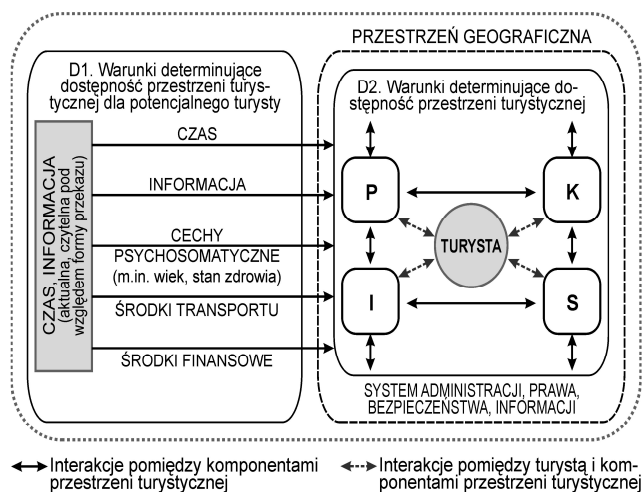 PRZESTRZEŃ GEOGRAFICZNA
D1. Warunki determinujące
dostępność przestrzeni turys-
tycznej dla potencjalnego turysty
CZAS, INFORMACJA
(aktualna, czytelna pod
względem formy przekazu)
CZAS
INFORMACJA
CECHY
PSYCHOSOMATYCZNE
(m.in. wiek, stan zdrowia)
ŚRODKI TRANSPORTU
ŚRODKI FINANSOWE
D2. Warunki determinujące do-
stępność przestrzeni turystycznej
P
K
TURYSTA
I
S
SYSTEM ADMINISTRACJI, PRAWA,
BEZPIECZEŃSTWA, INFORMACJI
Interakcje pomiędzy komponentami
przestrzeni turystycznej
Interakcje pomiędzy turystą i kom-
ponentami przestrzeni turystycznej